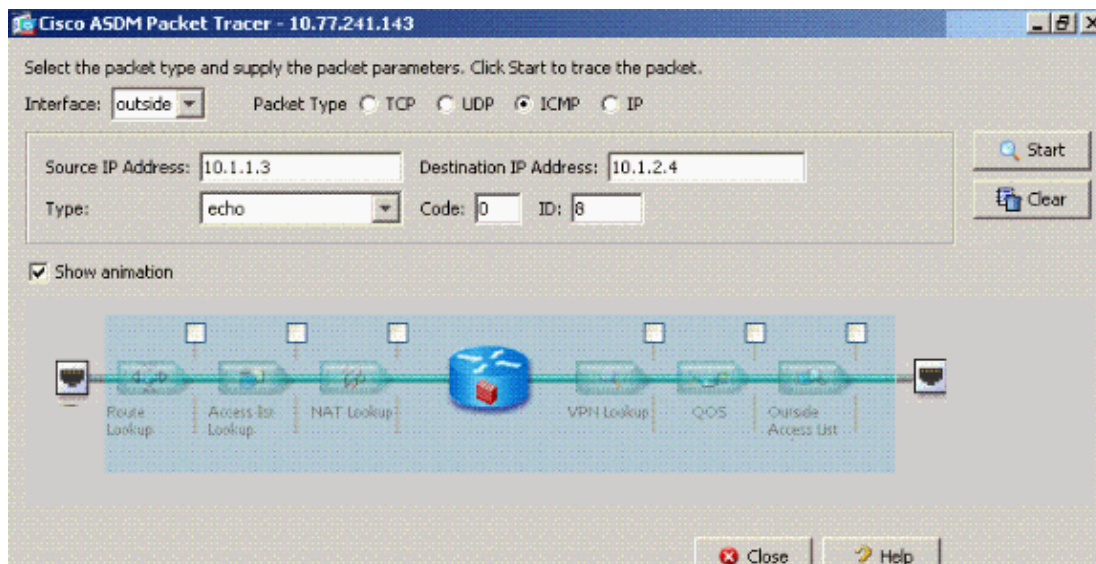 Cisco ASDM Packet Tracer - 10.77.241.143
Select the packet type and supply the packet parameters. Click Start to trace the packet.
Interface: outside Packet Type TCP UDP ICMP IP
Source IP Address: 10.1.1.3 Destination IP Address: 10.1.2.4
Start
Type: echo Code: 0 ID: 8
Clear
Show animation
Route Lookup
Access-list Lookup
NAT Lookup
VPN Lookup
QOS
Outside Access List
Close Help